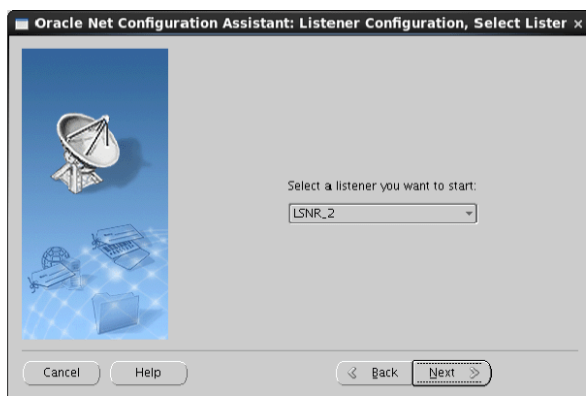 Oracle Net Configuration Assistant: Listener Configuration, Select Lister
Select a listener you want to start:
LSNR_2
Cancel
Help
Back
Next